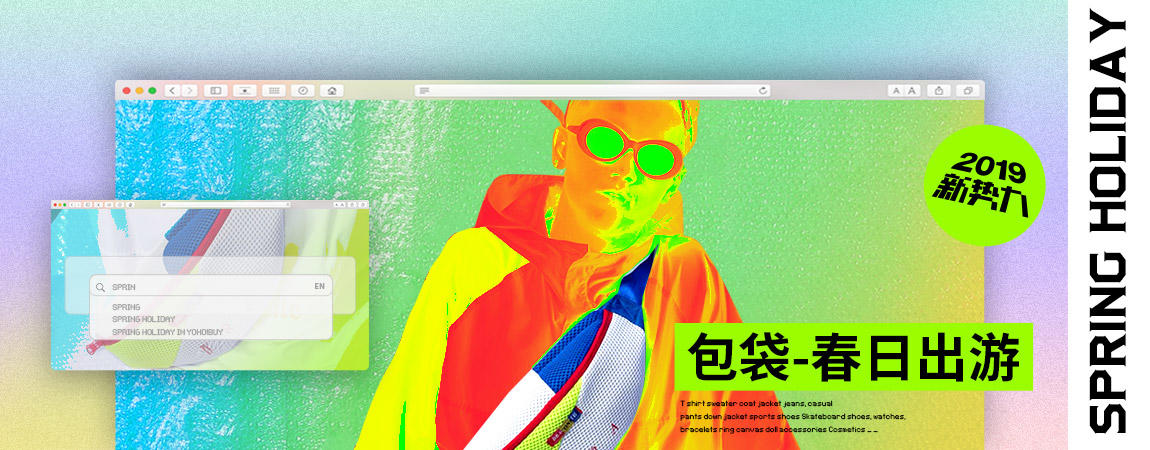 SPRING HOLIDAY
2019
新势力
SPRIN
EN
SPRING
SPRING HOLIDAY
SPRING HOLIDAY IN YOHO!BUY
包袋-春日出游
T shirt sweater coat jacket jeans, casual
pants down jacket sports shoes Skateboard shoes, watches,
bracelets ring canvas doll accessories Cosmetics _ _
A A